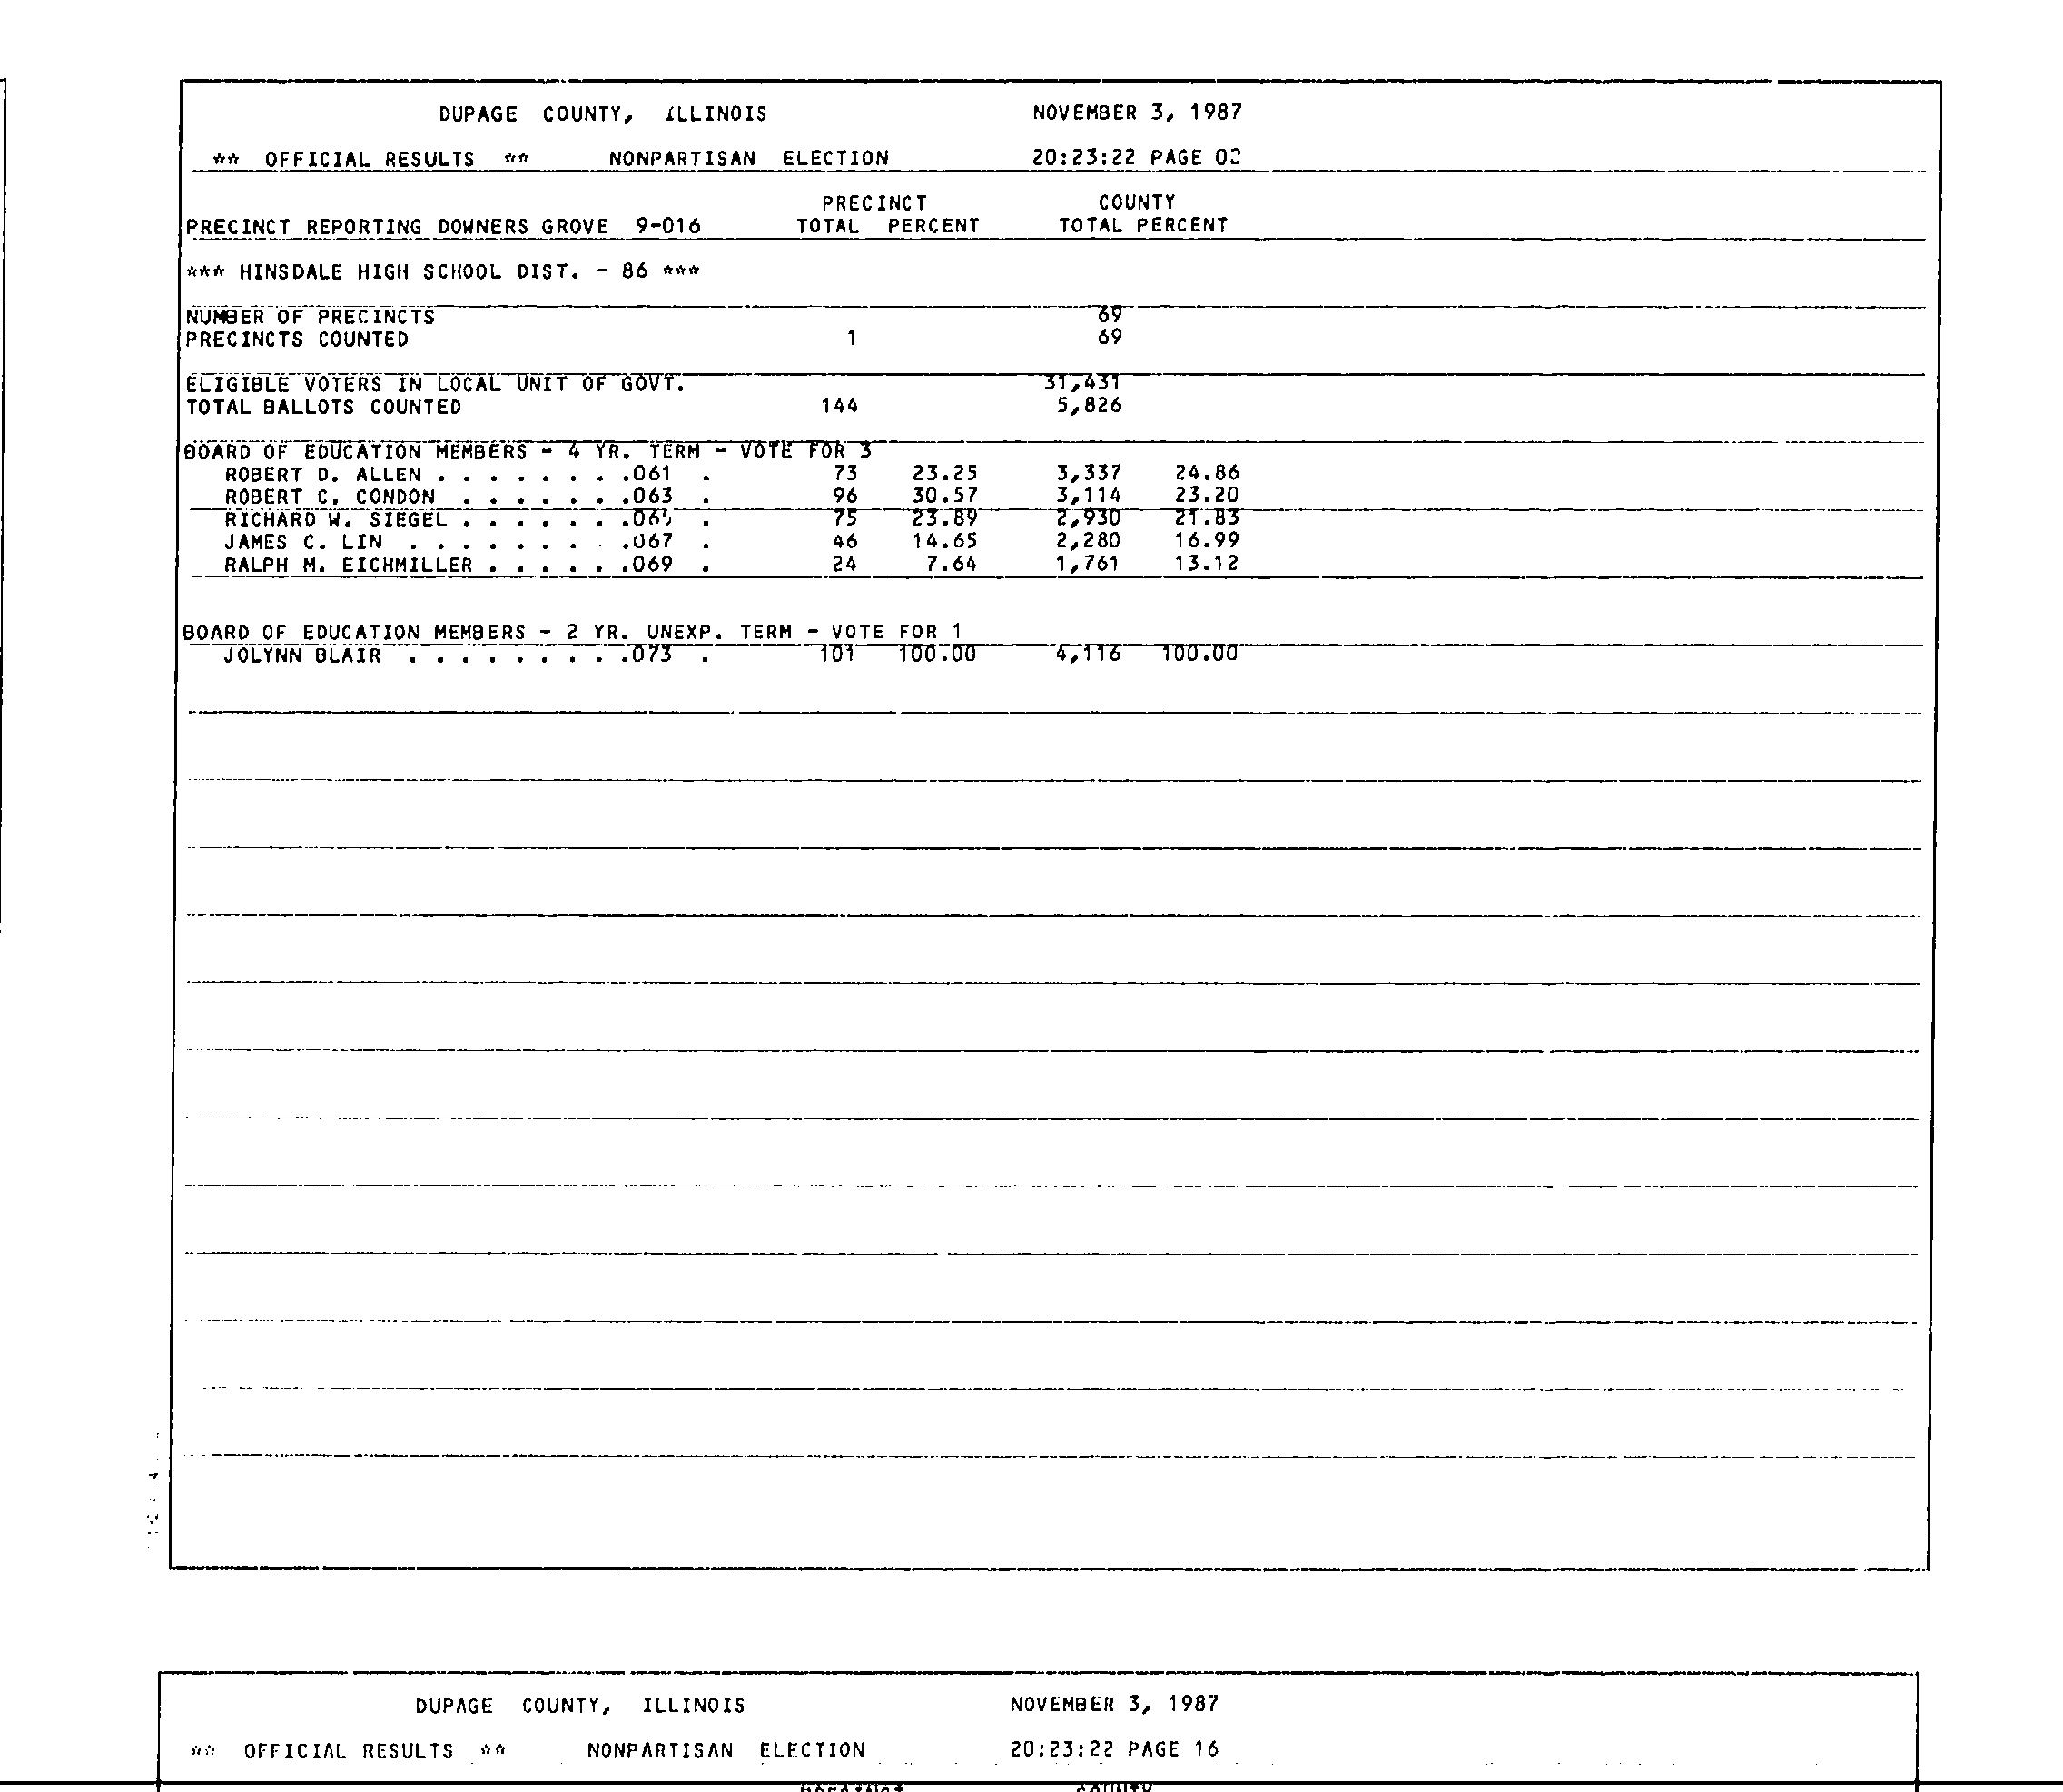 DUPAGE COUNTY, ILLINOIS NOVEMBER 3, 1987
** OFFICIAL RESULTS ** NONPARTISAN ELECTION 20:23:22 PAGE 02
PRECINCT COUNTY
PRECINCT REPORTING DOWNERS GROVE 9-016 TOTAL PERCENT TOTAL PERCENT
*** HINSDALE HIGH SCHOOL DIST. - 86 ***
NUMBER OF PRECINCTS 69
PRECINCTS COUNTED 1 69
ELIGIBLE VOTERS IN LOCAL UNIT OF GOVT. 31,431
TOTAL BALLOTS COUNTED 144 5,826
BOARD OF EDUCATION MEMBERS - 4 YR. TERM - VOTE FOR 3
ROBERT D. ALLEN . . . . . . . .061 . 73 23.25 3,337 24.86
ROBERT C. CONDON . . . . . . .063 . 96 30.57 3,114 23.20
RICHARD W. SIEGEL . . . . . . .065 . 75 23.89 2,930 21.83
JAMES C. LIN . . . . . . . . .067 . 46 14.65 2,280 16.99
RALPH M. EICHMILLER . . . . . .069 . 24 7.64 1,761 13.12
BOARD OF EDUCATION MEMBERS - 2 YR. UNEXP. TERM - VOTE FOR 1
JOLYNN BLAIR . . . . . . . . .073 . 101 100.00 4,116 100.00
DUPAGE COUNTY, ILLINOIS NOVEMBER 3, 1987
** OFFICIAL RESULTS ** NONPARTISAN ELECTION 20:23:22 PAGE 16